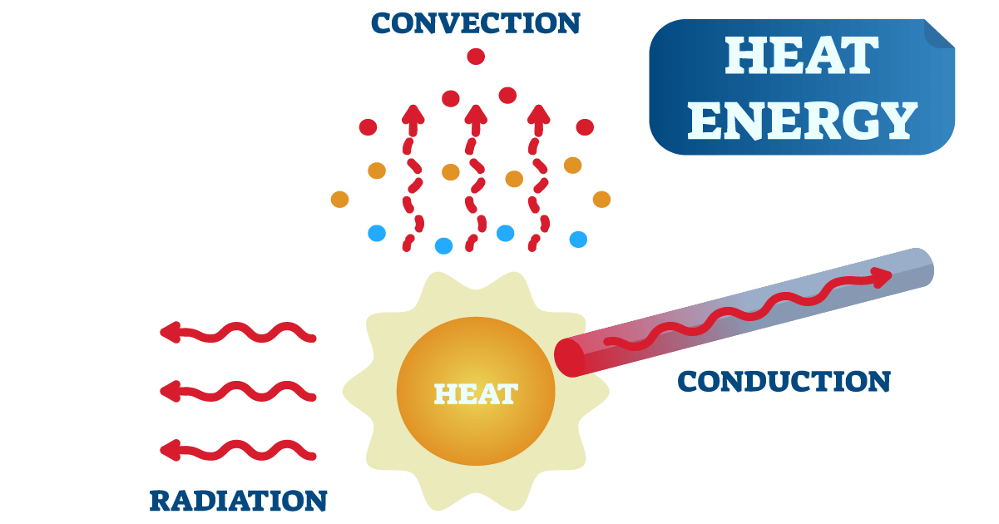 CONVECTION
HEAT
ENERGY
CONDUCTION
HEAT
RADIATION